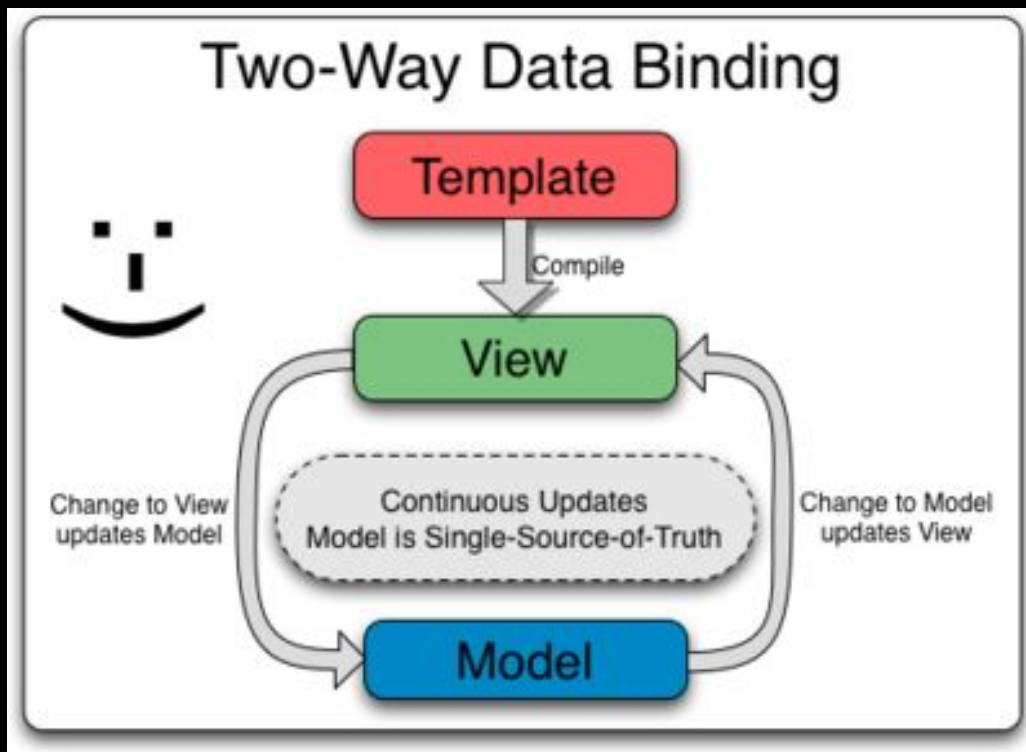 Two-Way Data Binding
Template
Compile
View
Change to View
updates Model
Continuous Updates
Model is Single-Source-of-Truth
Change to Model
updates View
Model